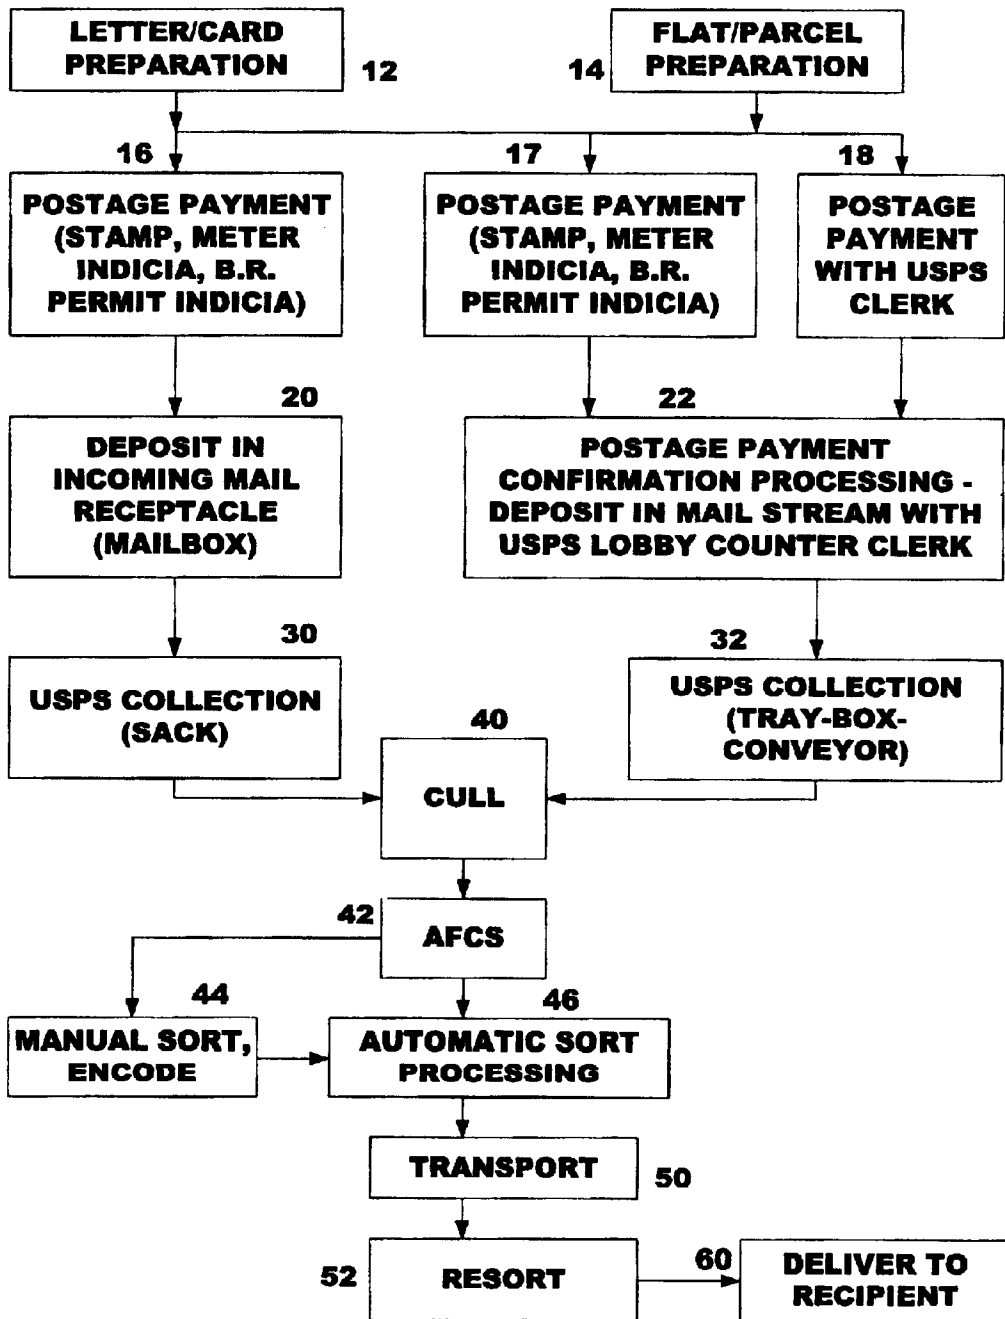 LETTER/CARD
PREPARATION
12
FLAT/PARCEL
PREPARATION
14
16
POSTAGE PAYMENT
(STAMP, METER
INDICIA, B.R.
PERMIT INDICIA)
17
POSTAGE PAYMENT
(STAMP, METER
INDICIA, B.R.
PERMIT INDICIA)
18
POSTAGE
PAYMENT
WITH USPS
CLERK
20
DEPOSIT IN
INCOMING MAIL
RECEPTACLE
(MAILBOX)
22
POSTAGE PAYMENT
CONFIRMATION PROCESSING -
DEPOSIT IN MAIL STREAM WITH
USPS LOBBY COUNTER CLERK
30
USPS COLLECTION
(SACK)
32
USPS COLLECTION
(TRAY-BOX-
CONVEYOR)
40
CULL
42
AFCS
44
MANUAL SORT,
ENCODE
46
AUTOMATIC SORT
PROCESSING
TRANSPORT
50
52
RESORT
60
DELIVER TO
RECIPIENT